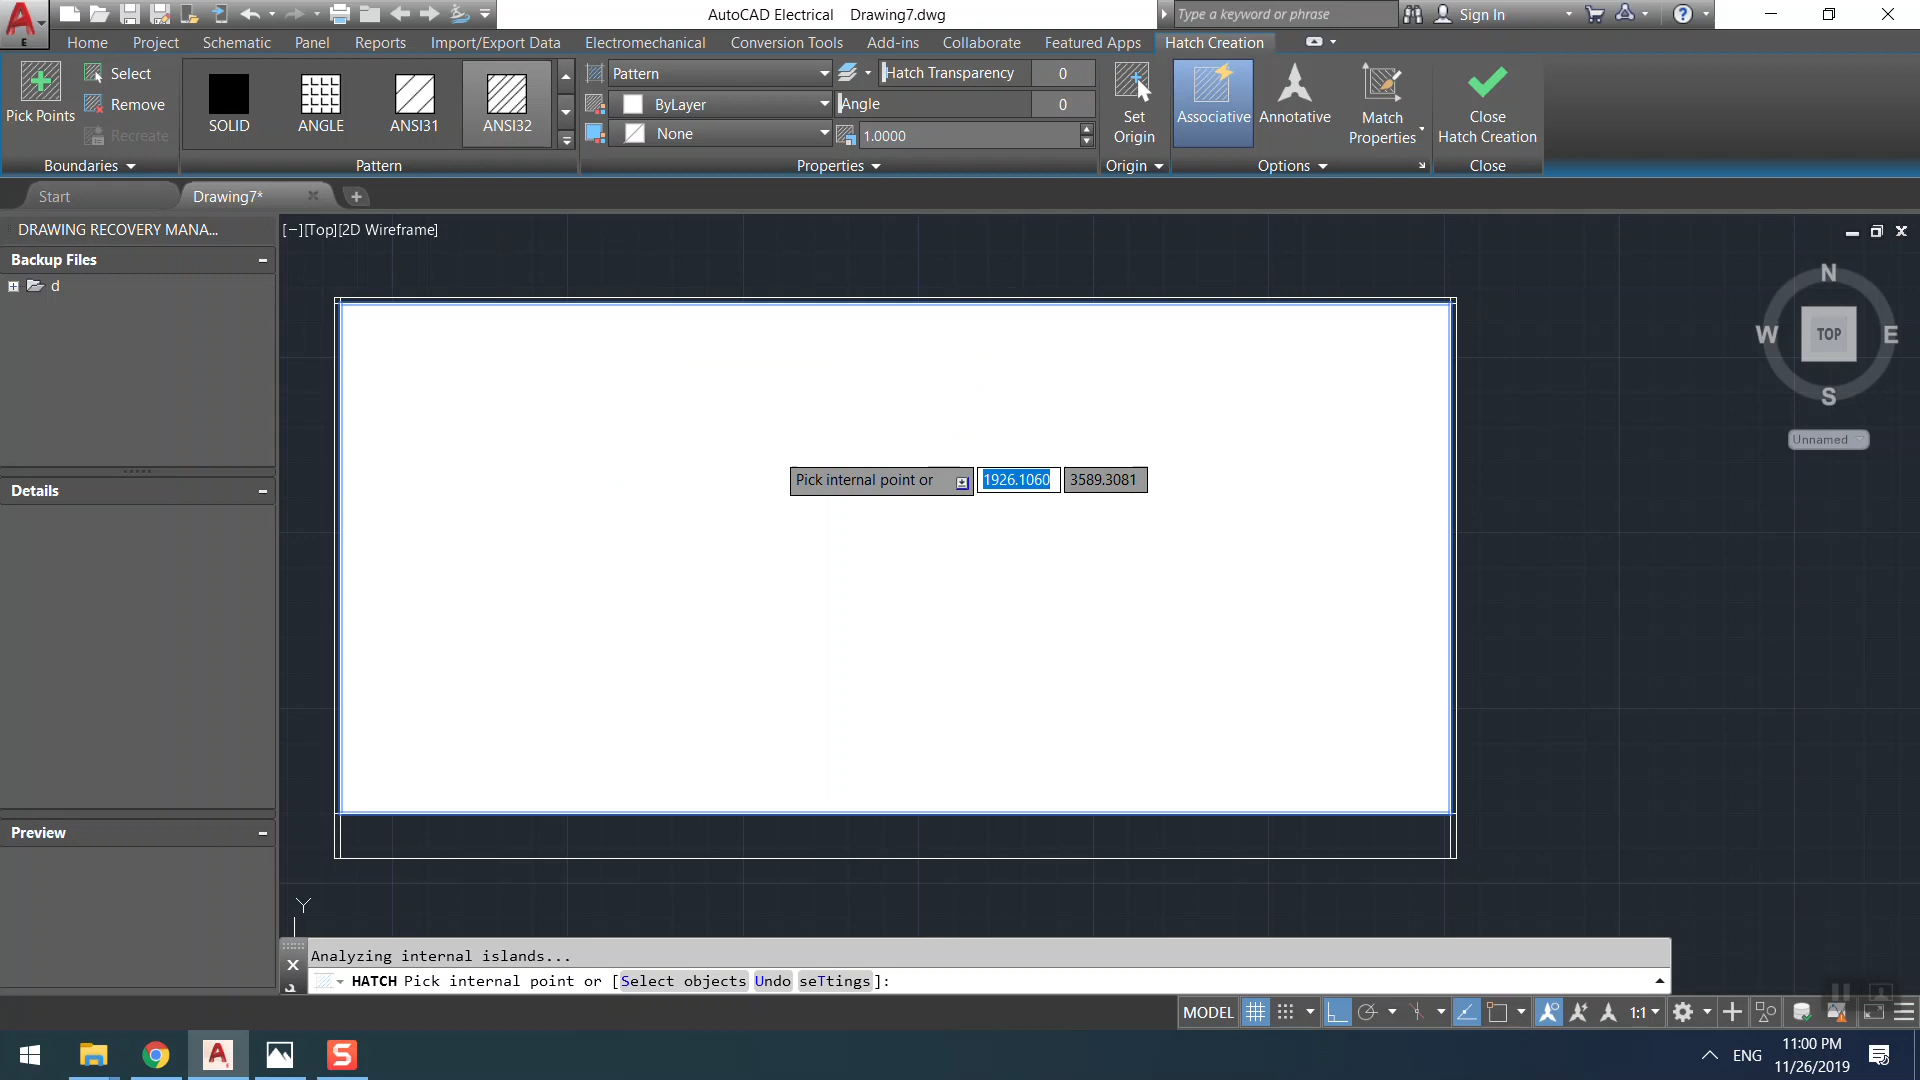 AutoCAD Electrical Drawing7.dwg
Type a keyword or phrase
Sign In
E
Home Project Schematic Panel Reports Import/Export Data Electromechanical Conversion Tools Add-ins Collaborate Featured Apps Hatch Creation
Pick Points
Select
Remove
Recreate
Boundaries
SOLID
ANGLE
ANSI31
ANSI32
Pattern
Pattern
ByLayer
None
Hatch Transparency 0
Angle 0
1.0000
Properties
Set
Origin
Origin
Associative
Annotative
Match
Properties
Options
Close
Hatch Creation
Close
Start
Drawing7*
DRAWING RECOVERY MANA...
Backup Files
d
Details
Preview
[−][Top][2D Wireframe]
N
W
TOP
E
S
Unnamed
Pick internal point or 1926.1060 3589.3081
Y
Analyzing internal islands...
HATCH Pick internal point or [Select objects Undo seTtings]:
MODEL
1:1
S
ENG
11:00 PM
11/26/2019